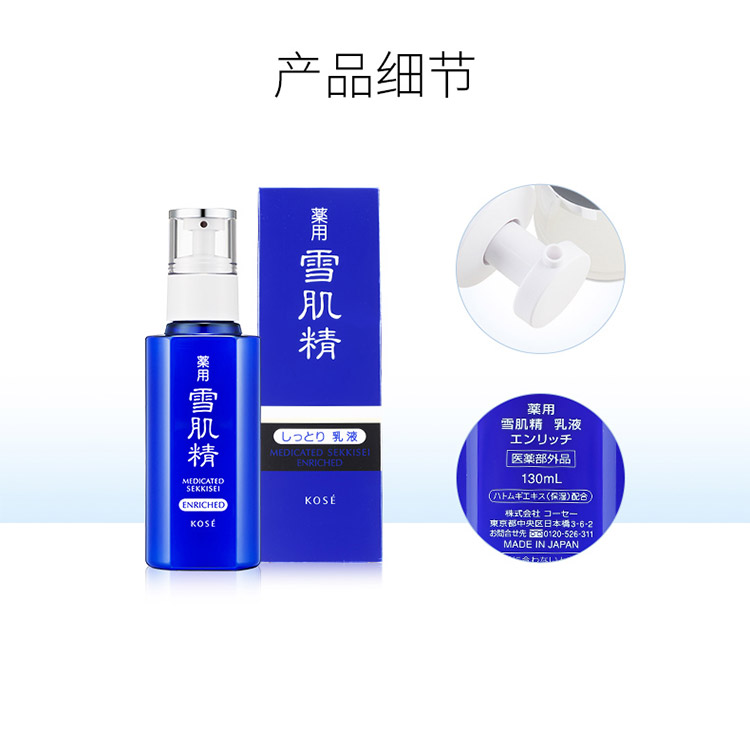 产品细节
薬用
雪肌精
MEDICATED
SEKKISEI
ENRICHED
KOSÉ
薬用
雪肌精
しっとり 乳液
MEDICATED SEKKISEI
ENRICHED
KOSÉ
薬用
雪肌精 乳液
エンリッチ
医薬部外品
130mL
ハトムギエキス(保湿)配合
株式会社 コーセー
東京都中央区日本橋3-6-2
お問合せ先 0120-526-311
MADE IN JAPAN